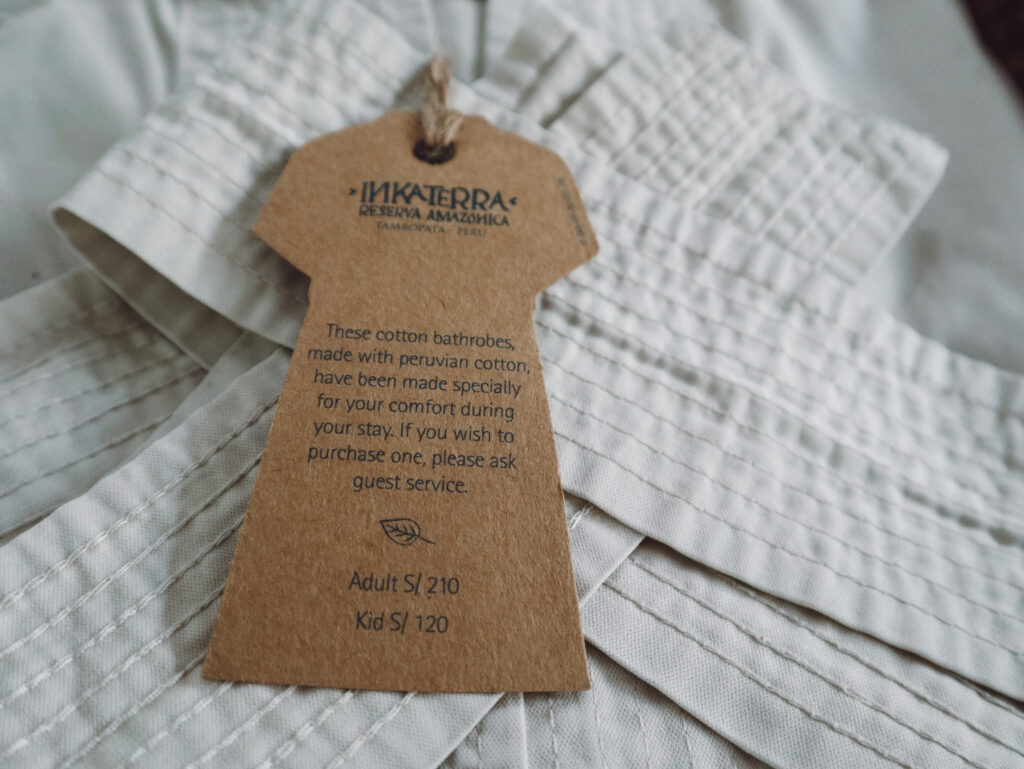 INKATERRA
RESERVA AMAZONICA
TAMBOPATA PERU
These cotton bathrobes,
made with peruvian cotton,
have been made specially
for your comfort during
your stay. If you wish to
purchase one, please ask
guest service.
Adult S/ 210
Kid S/ 120